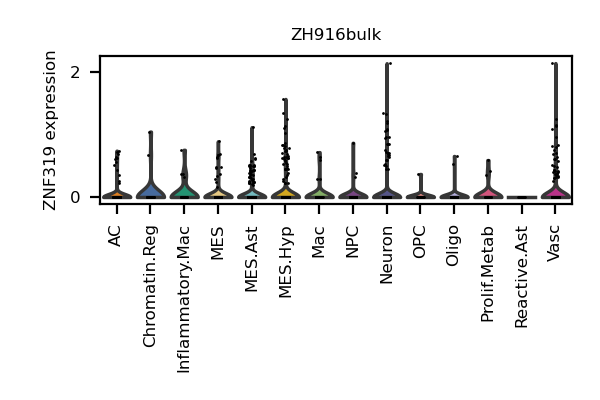 ZH916bulk
ZNF319 expression
2
0
AC
Chromatin.Reg
Inflammatory.Mac
MES
MES.Ast
MES.Hyp
Mac
NPC
Neuron
OPC
Oligo
Prolif.Metab
Reactive.Ast
Vasc